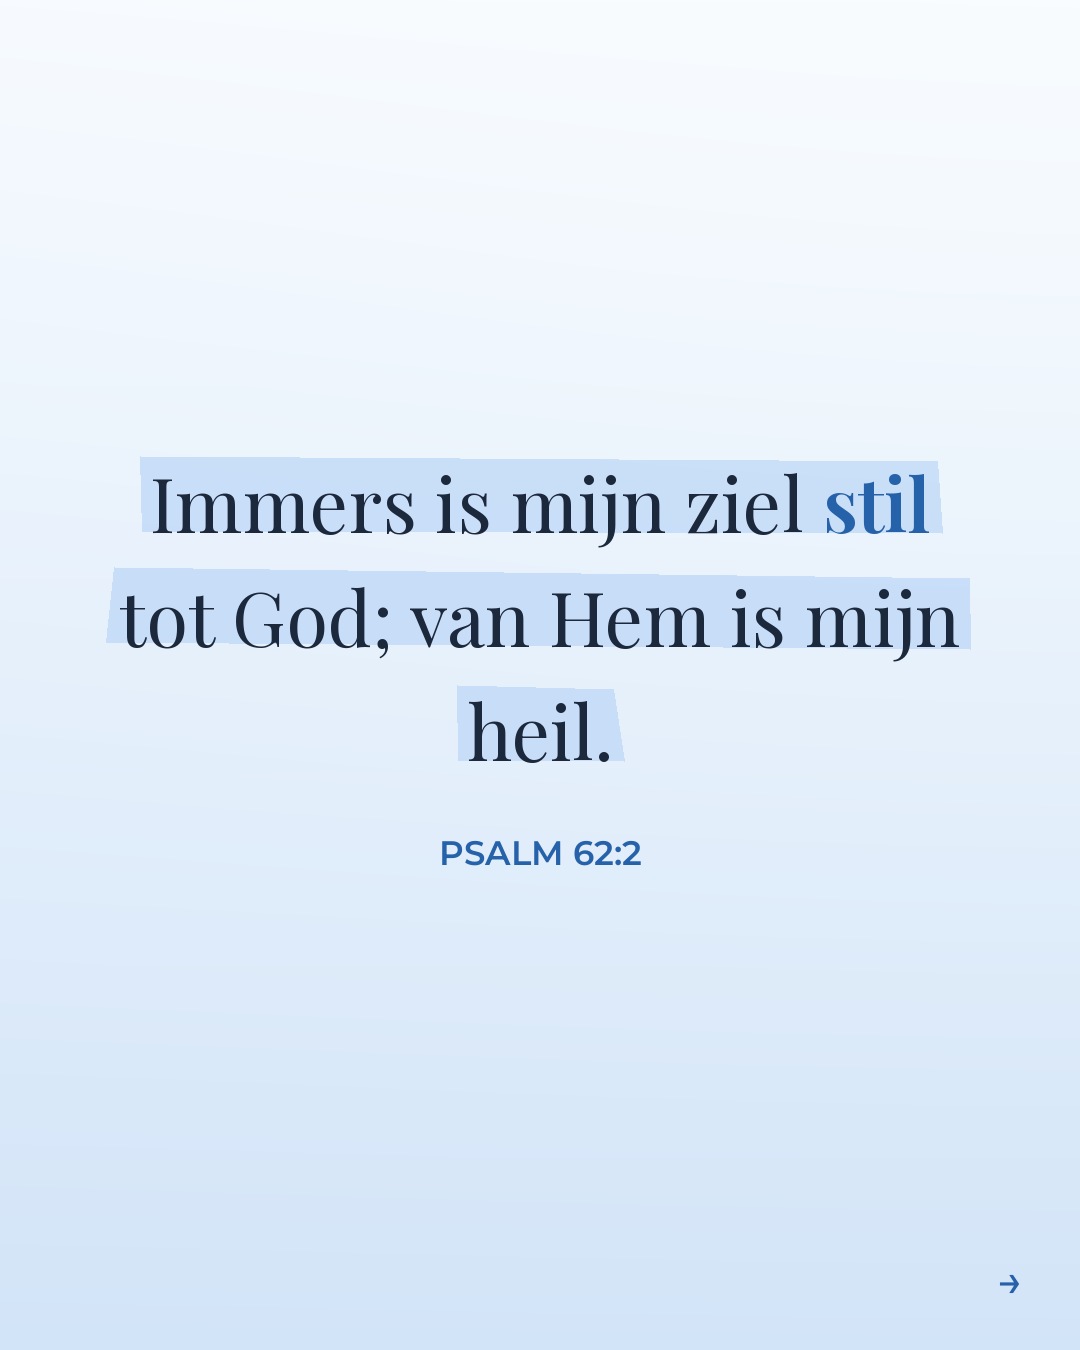 Immers is mijn ziel stil
tot God; van Hem is mijn
heil.
PSALM 62:2
→